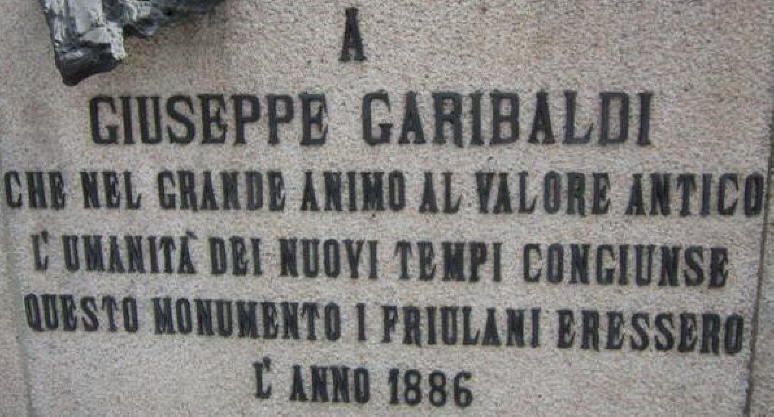 A
GIUSEPPE GARIBALDI
CHE NEL GRANDE ANIMO AL VALORE ANTICO
L'UMANITÀ DEI NUOVI TEMPI CONGIUNSE
QUESTO MONUMENTO I FRIULANI ERESSERO
L'ANNO 1886